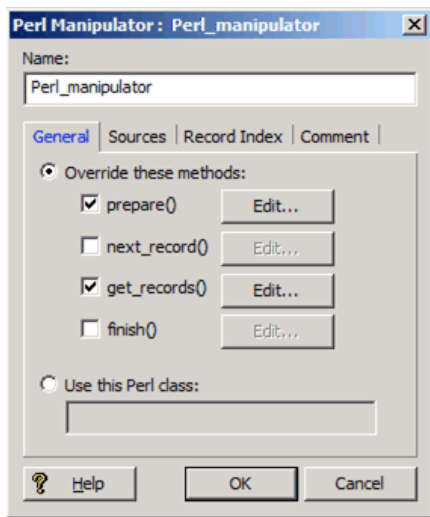 Perl Manipulator: Perl_manipulator
Name:
Perl_manipulator
General Sources Record Index Comment
Override these methods:
prepare() Edit...
next_record() Edit...
get_records() Edit...
finish() Edit...
Use this Perl class:
Help OK Cancel